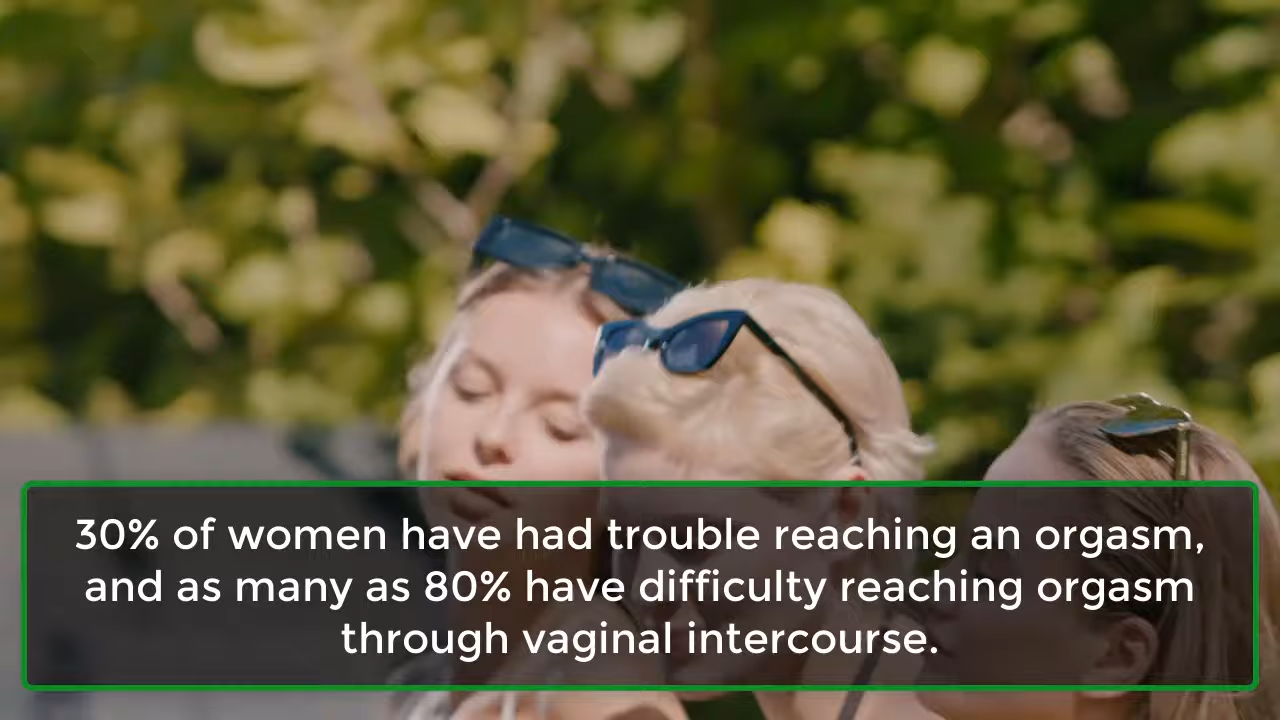 30% of women have had trouble reaching an orgasm,
and as many as 80% have difficulty reaching orgasm
through vaginal intercourse.